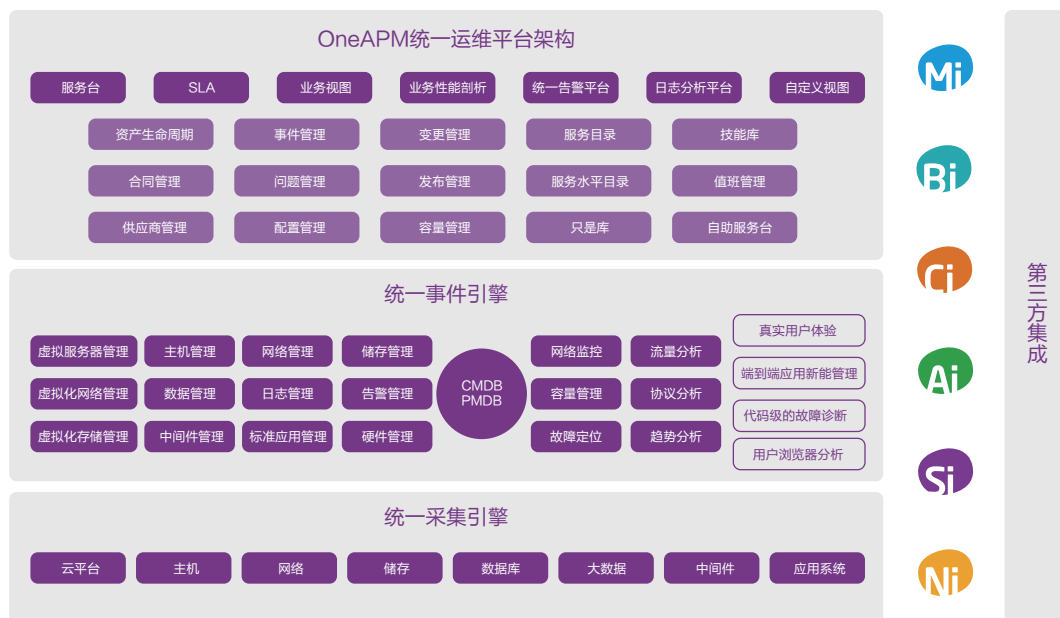 OneAPM统一运维平台架构
服务台
SLA
业务视图
业务性能剖析
统一告警平台
日志分析平台
自定义视图
资产生命周期
事件管理
变更管理
服务目录
技能库
合同管理
问题管理
发布管理
服务水平目录
值班管理
供应商管理
配置管理
容量管理
只是库
自助服务台
统一事件引擎
虚拟服务器管理
主机管理
网络管理
储存管理
虚拟化网络管理
数据管理
日志管理
告警管理
虚拟化存储管理
中间件管理
标准应用管理
硬件管理
CMDB
PMDB
网络监控
流量分析
容量管理
协议分析
故障定位
趋势分析
真实用户体验
端到端应用新能管理
代码级的故障诊断
用户浏览器分析
统一采集引擎
云平台
主机
网络
储存
数据库
大数据
中间件
应用系统
Mi
Bi
Ci
Ai
Si
Ni
第三方集成